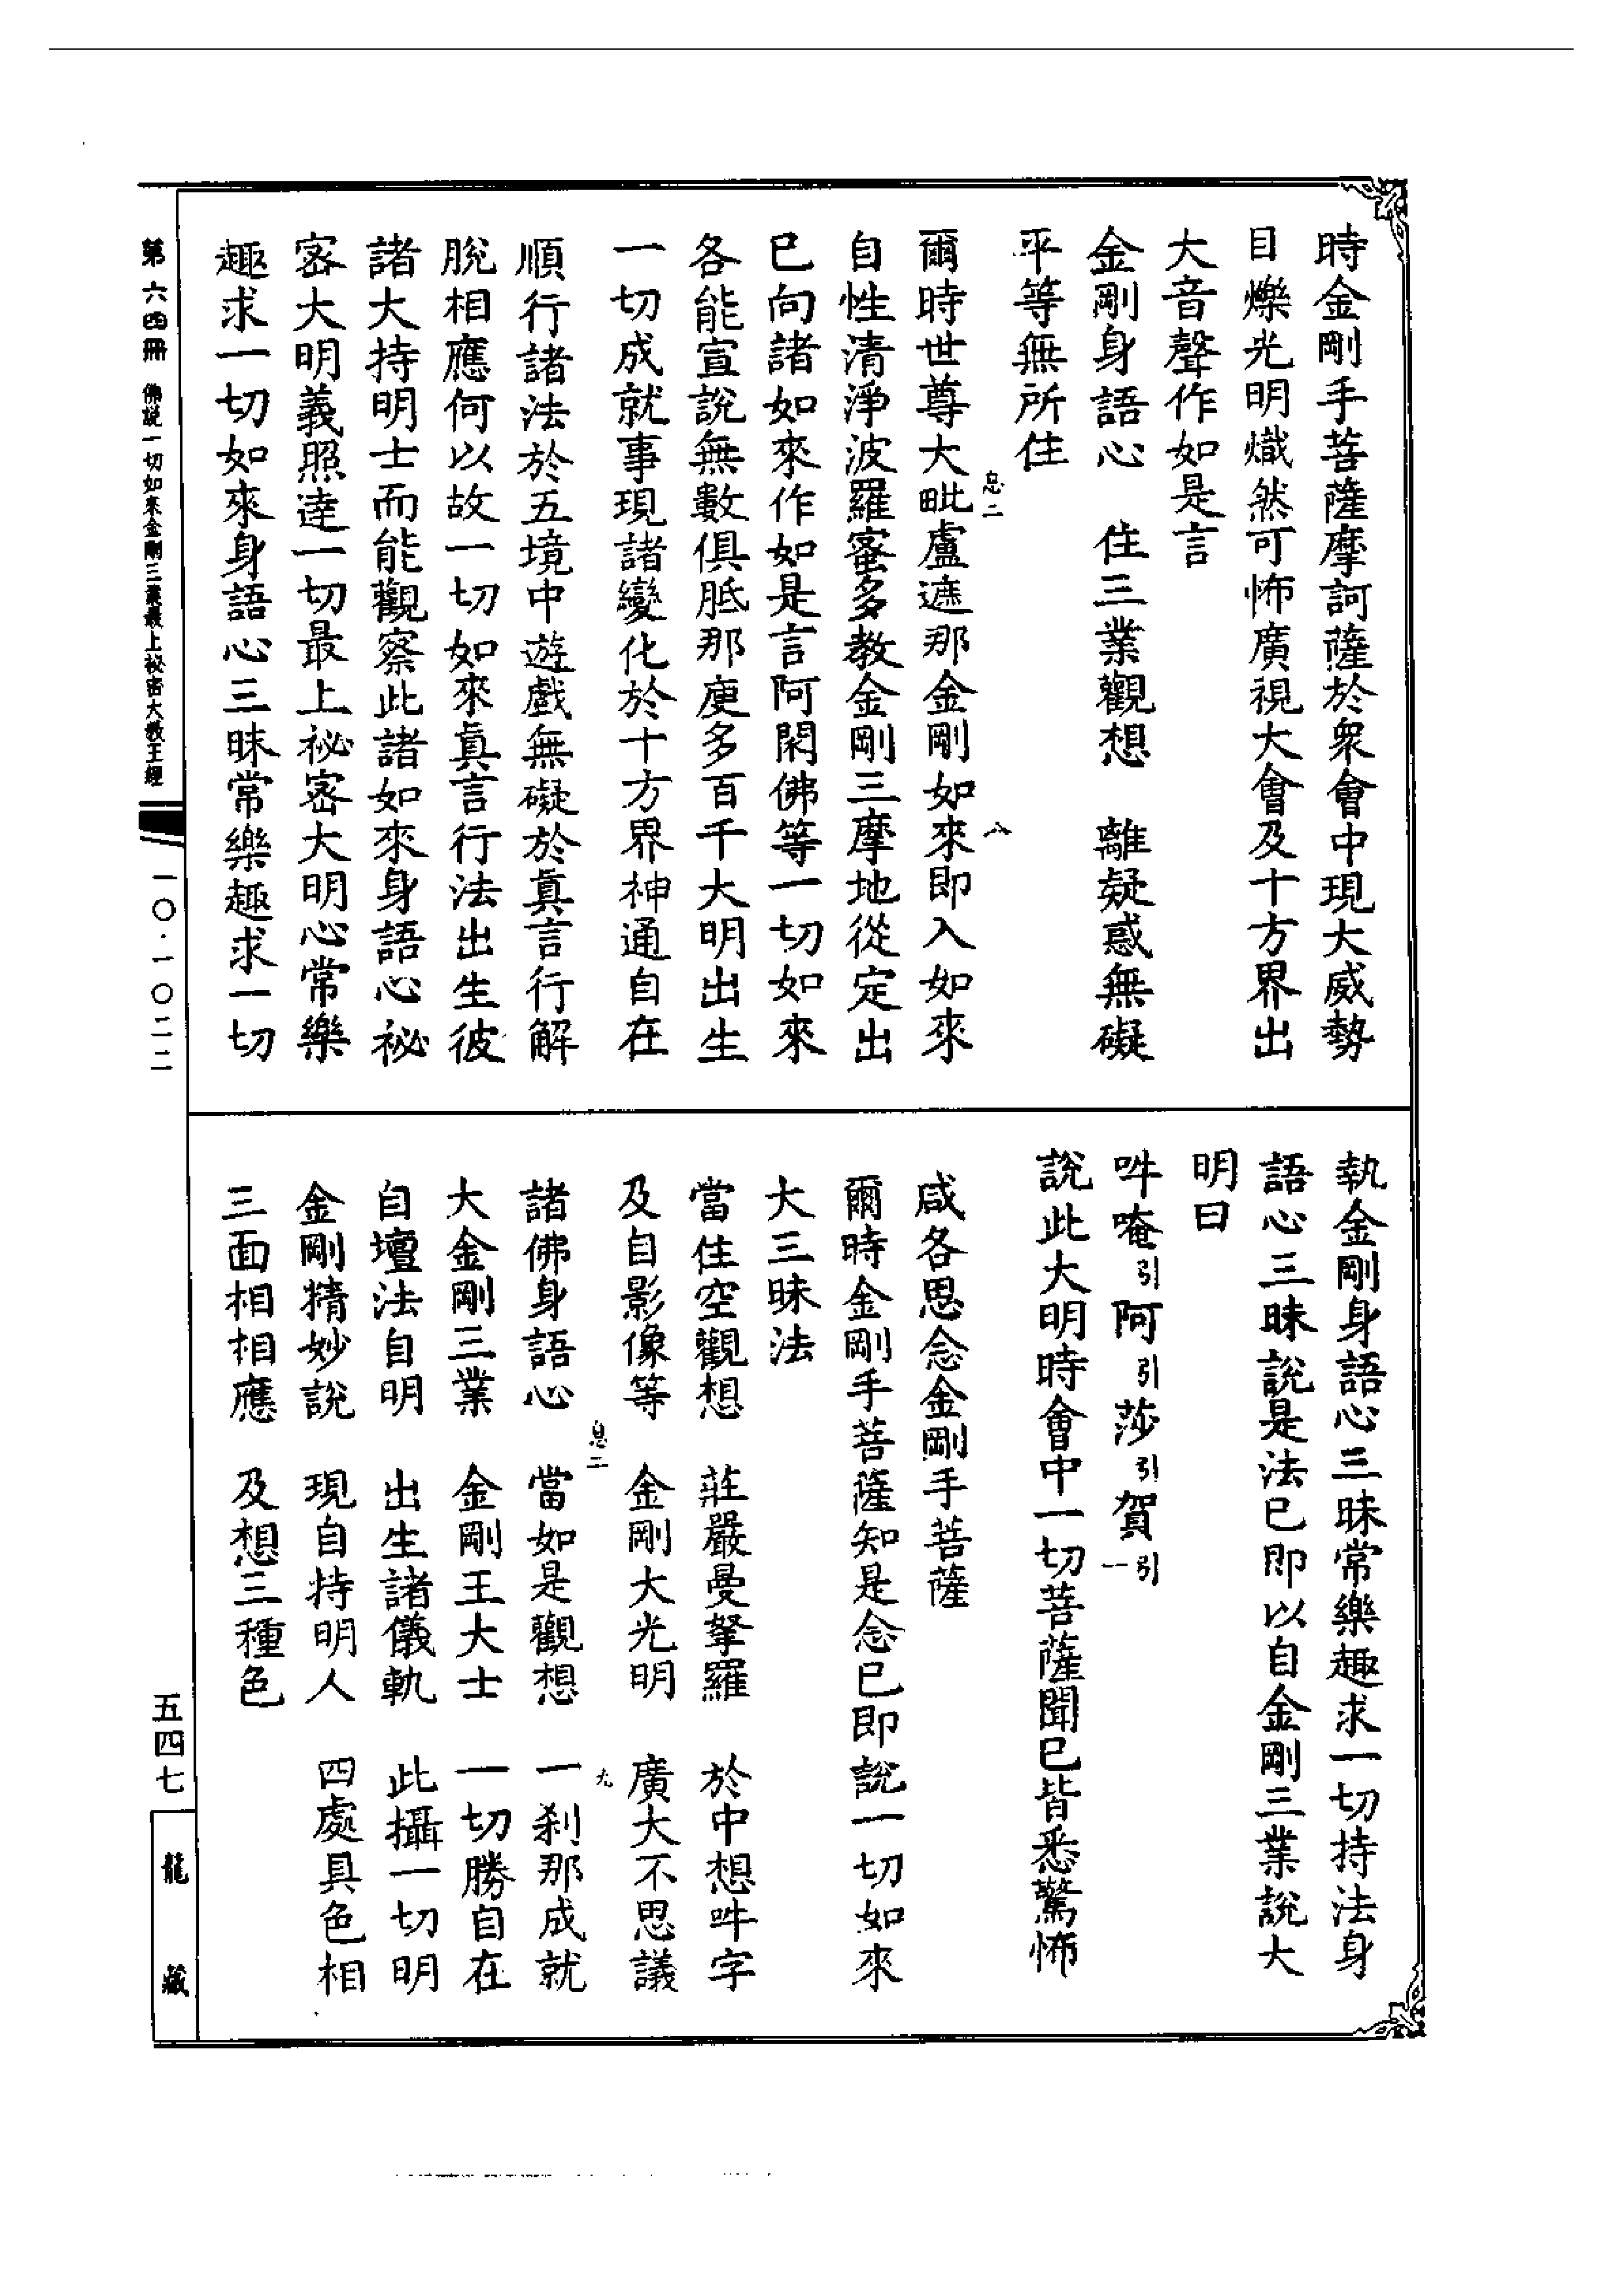 時金剛手菩薩摩訶薩於衆會中現大威勢
目爍光明熾然可怖廣視大會及十方界出
大音聲作如是言
金剛身語心　住三業觀想　離疑惑無礙
平等無所住
息二　八
爾時世尊大毗盧遮那金剛如來即入如來
自性清淨波羅蜜多教金剛三摩地從定出
已向諸如來作如是言阿閦佛等一切如來
各能宣說無數俱胝那庾多百千大明出生
一切成就事現諸變化於十方界神通自在
順行諸法於五境中遊戲無礙於眞言行解
脫相應何以故一切如來眞言行法出生彼
諸大持明士而能觀察此諸如來身語心祕
密大明義照達一切最上祕密大明心常樂
趣求一切如來身語心三昧常樂趣求一切
執金剛身語心三昧常樂趣求一切持法身
語心三昧說是法已即以自金剛三業說大
明曰
吽唵引阿引莎引賀引一
說此大明時會中一切菩薩聞已皆悉驚怖
咸各思念金剛手菩薩
爾時金剛手菩薩知是念已即說一切如來
大三昧法
當住空觀想　莊嚴曼拏羅　於中想吽字
及自影像等　金剛大光明　廣大不思議
息二　九
諸佛身語心　當如是觀想　一剎那成就
大金剛三業　金剛王大士　一切勝自在
自壇法自明　出生諸儀軌　此攝一切明
金剛精妙說　現自持明人　四處具色相
三面相相應　及想三種色
第六四冊　佛說一切如來金剛三業最上祕密大教王經　一〇·一〇二二　五四七　龍藏